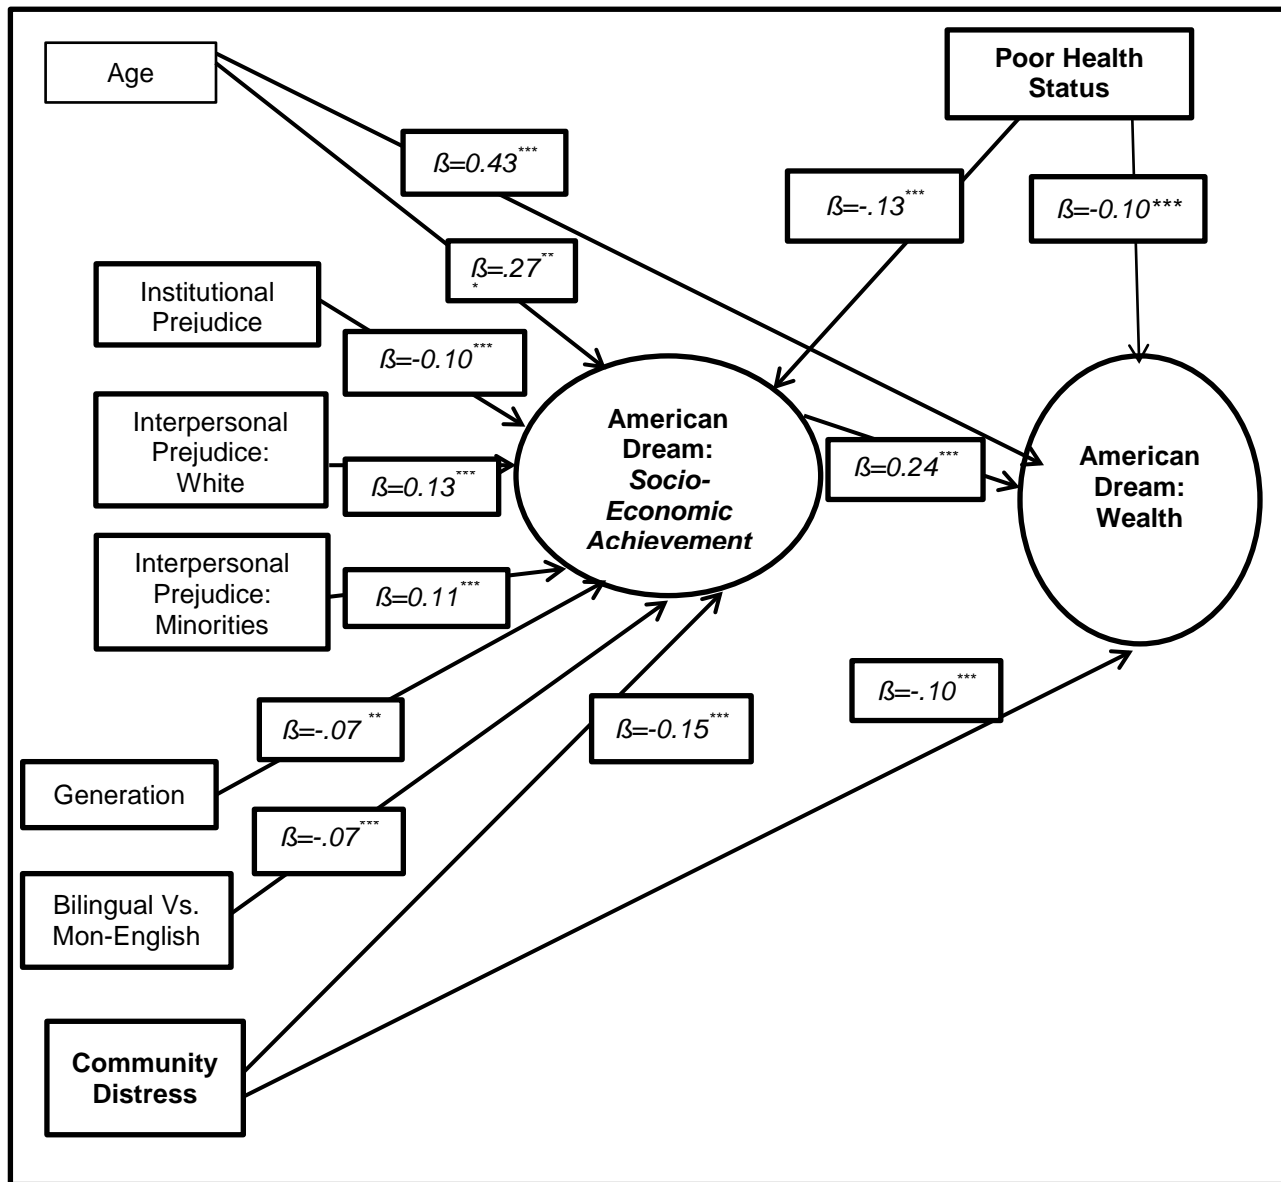 Age
Poor Health
Status
ß=0.43***
ß=-.13***
ß=-0.10***
ß=.27**
*
Institutional
Prejudice
ß=-0.10***
Interpersonal
Prejudice:
White
ß=0.13***
American
Dream:
Socio-
Economic
Achievement
ß=0.24***
American
Dream:
Wealth
Interpersonal
Prejudice:
Minorities
ß=0.11***
ß=-.07 **
ß=-0.15***
ß=-.10***
Generation
ß=-.07***
Bilingual Vs.
Mon-English
Community
Distress